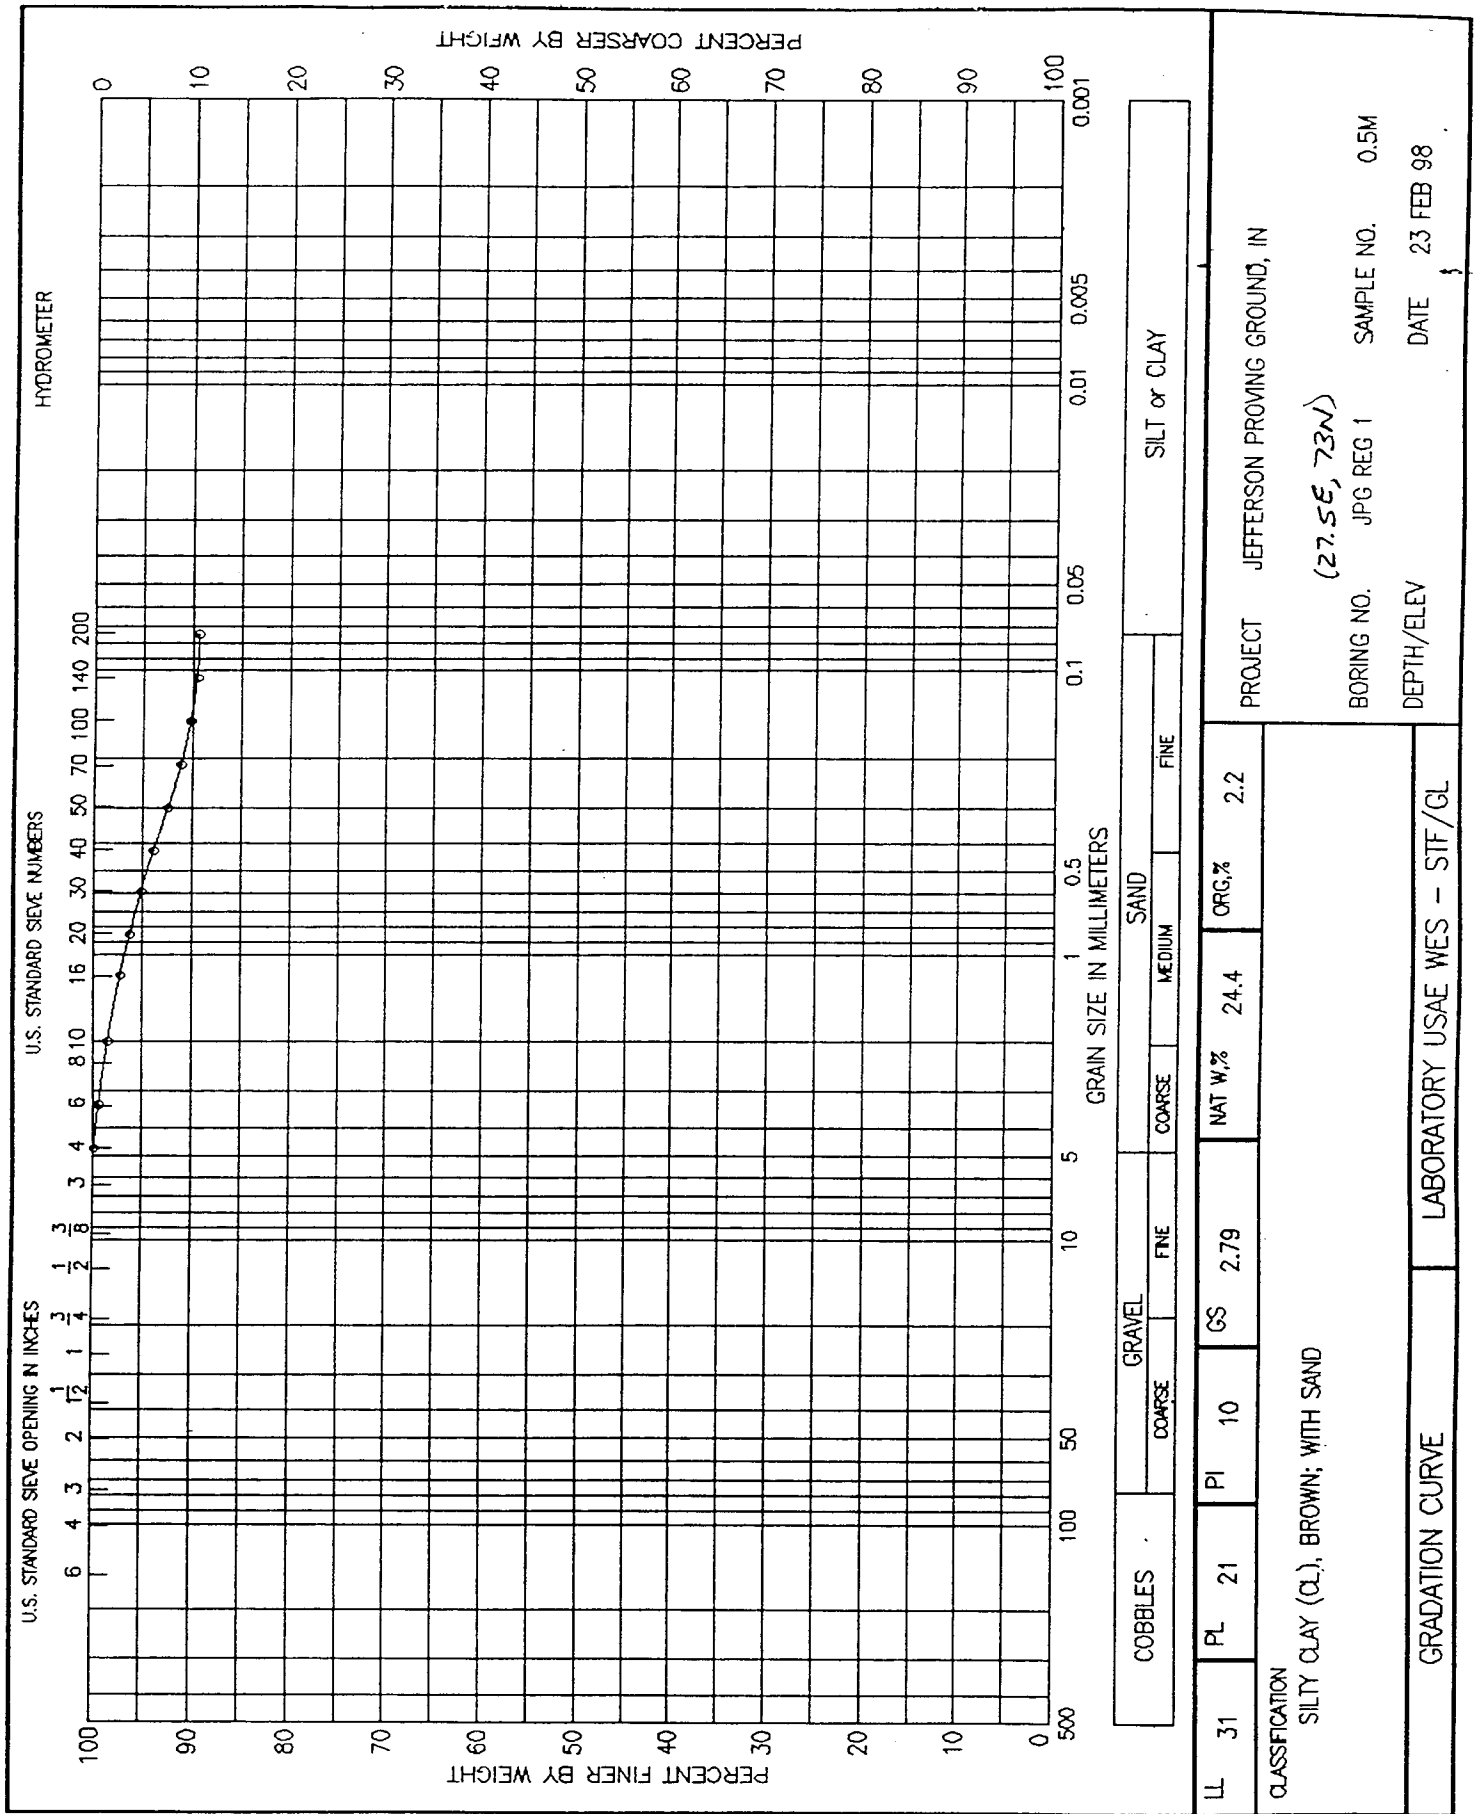 U.S. STANDARD SIEVE OPENING IN INCHES U.S. STANDARD SIEVE NUMBERS HYDROMETER
6 4 3 2 1 1/2 1 3/4 1/2 3/8 3 4 6 8 10 16 20 30 40 50 70 100 140 200
PERCENT FINER BY WEIGHT
100
90
80
70
60
50
40
30
20
10
0
PERCENT COARSER BY WEIGHT
0
10
20
30
40
50
60
70
80
90
100
500 100 50 10 5 1 0.5 0.1 0.05 0.01 0.005 0.001
GRAIN SIZE IN MILLIMETERS
COBBLES GRAVEL SAND SILT or CLAY
COARSE FINE COARSE MEDIUM FINE
LL 31 PL 21 PI 10 GS 2.79 NAT W,% 24.4 ORG,% 2.2
CLASSIFICATION
SILTY CLAY (CL), BROWN; WITH SAND
PROJECT JEFFERSON PROVING GROUND, IN
(27.5E, 73N)
BORING NO. JPG REG 1 SAMPLE NO. 0.5M
DEPTH/ELEV DATE 23 FEB 98
GRADATION CURVE LABORATORY USAE WES - STF/GL